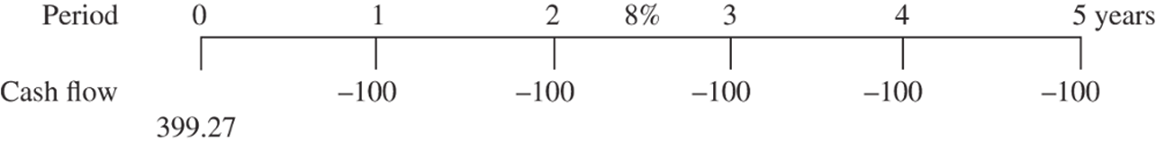 Period 0 1 2 8% 3 4 5 years
Cash flow –100 –100 –100 –100 –100
399.27